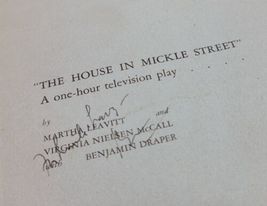 "THE HOUSE IN MICKLE STREET"
A one-hour television play
by
MARTHA LEAVITT and
VIRGINIA NIELSEN McCALL
BENJAMIN DRAPER